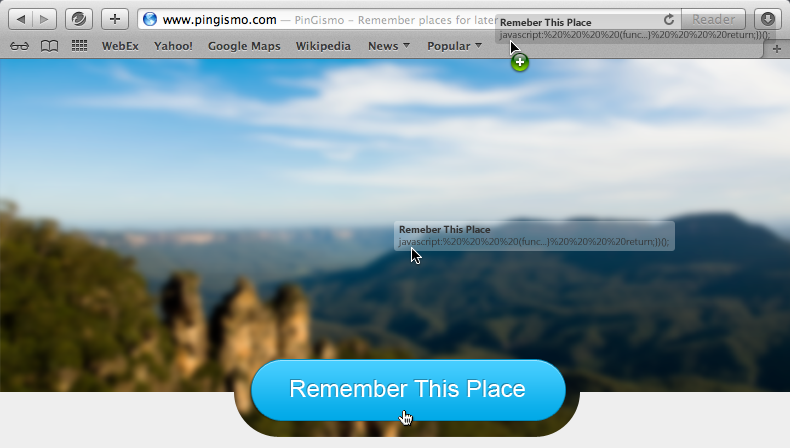 www.pingismo.com — PinGismo – Remember places for later
Reader
Remeber This Place
javascript:%20%20%20%20(func...)%20%20%20%20return;})();
WebEx Yahoo! Google Maps Wikipedia News Popular
Remeber This Place
javascript:%20%20%20%20(func...)%20%20%20%20return;})();
Remember This Place